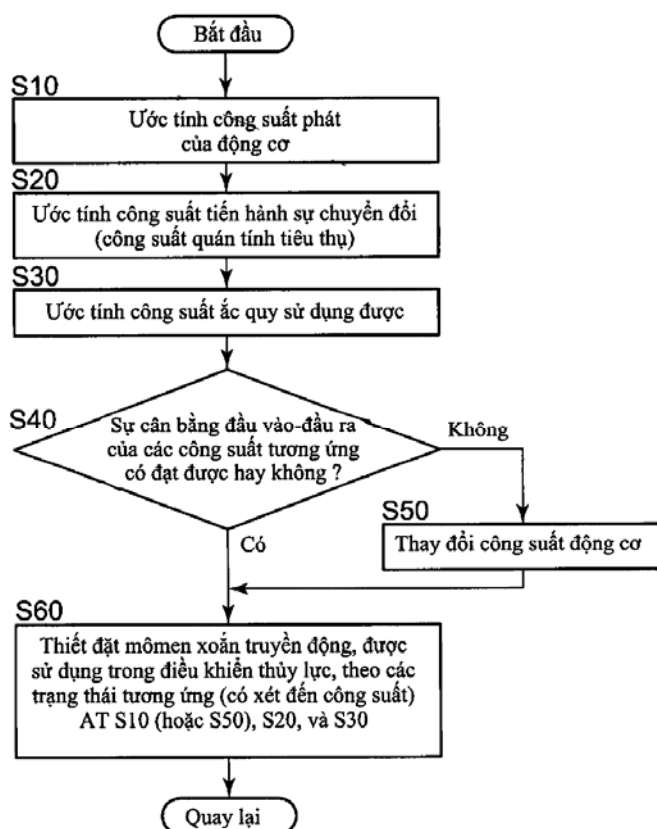 Bắt đầu
S10
Ước tính công suất phát
của động cơ
S20
Ước tính công suất tiến hành sự chuyển đổi
(công suất quán tính tiêu thụ)
S30
Ước tính công suất ắc quy sử dụng được
S40
Sự cân bằng đầu vào-đầu ra
của các công suất tương ứng
có đạt được hay không ?
Không
Có
S50
Thay đổi công suất động cơ
S60
Thiết đặt mômen xoắn truyền động, được
sử dụng trong điều khiển thủy lực, theo các
trạng thái tương ứng (có xét đến công suất)
AT S10 (hoặc S50), S20, và S30
Quay lại